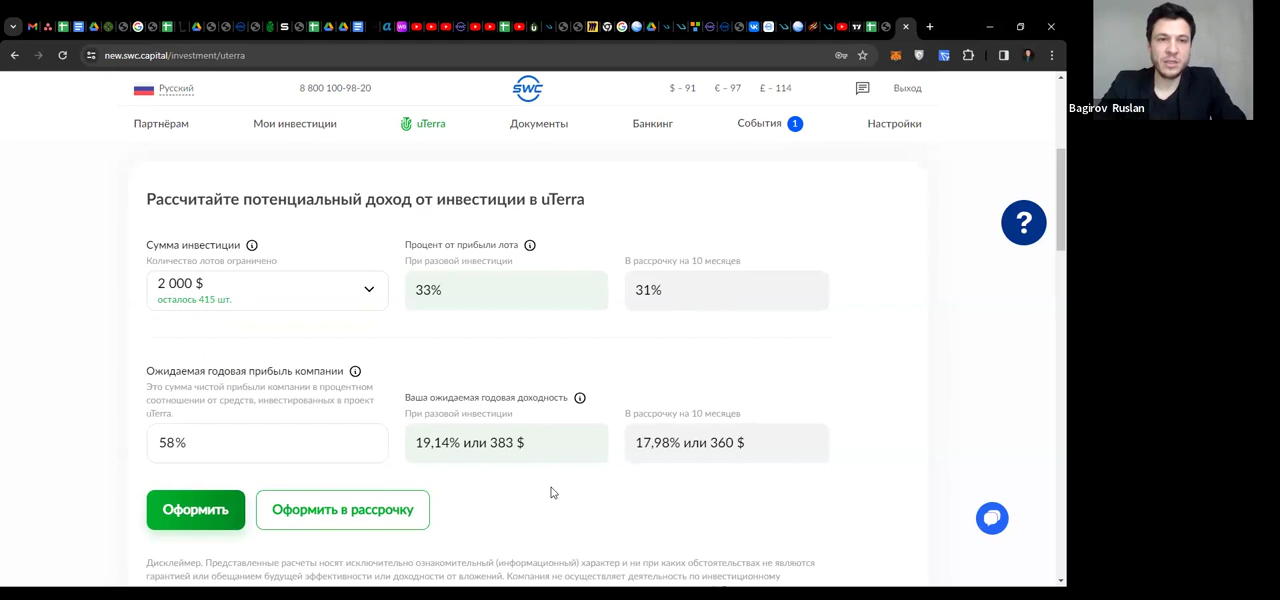 new.swc.capital/investment/uterra
Bagirov Ruslan
Русский
8 800 100-98-20
SWC
$ – 91 € – 97 £ – 114
Выход
Партнёрам
Мои инвестиции
uTerra
Документы
Банкинг
События 1
Настройки
Рассчитайте потенциальный доход от инвестиции в uTerra
Сумма инвестиции
Количество лотов ограничено
2 000 $
осталось 415 шт.
Процент от прибыли лота
При разовой инвестиции
33%
В рассрочку на 10 месяцев
31%
?
Ожидаемая годовая прибыль компании
Это сумма чистой прибыли компании в процентном
соотношении от средств, инвестированных в проект
uTerra.
58%
Ваша ожидаемая годовая доходность
При разовой инвестиции
19,14% или 383 $
В рассрочку на 10 месяцев
17,98% или 360 $
Оформить
Оформить в рассрочку
Дисклеймер. Представленные расчеты носят исключительно ознакомительный (информационный) характер и ни при каких обстоятельствах не являются
гарантией или обещанием будущей эффективности или доходности от вложений. Компания не осуществляет деятельность по инвестиционному